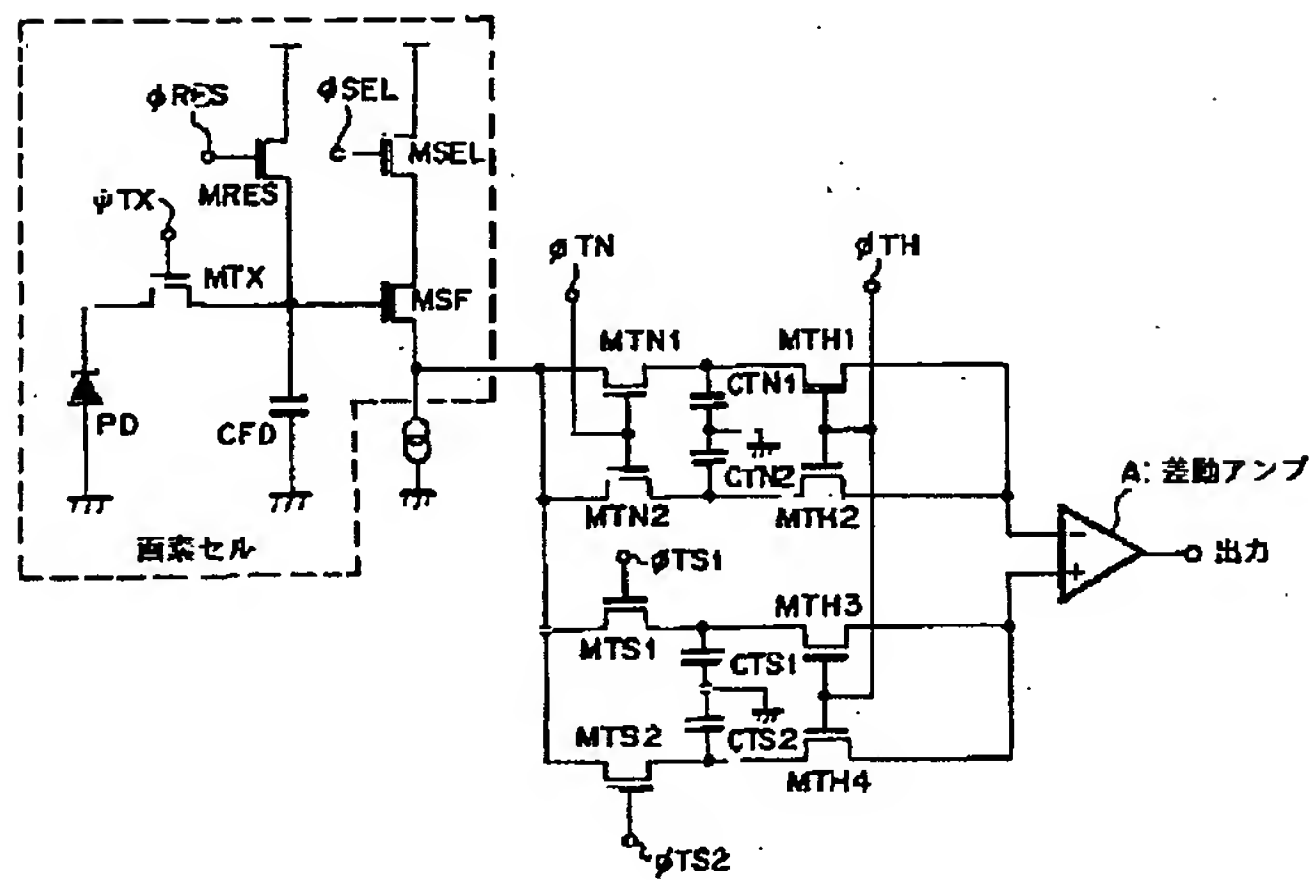 φRES
φSEL
MSEL
MRES
φTX
MTX
MSF
PD
CFD
画素セル
φTN
φTH
MTN1
MTH1
CTN1
CTN2
MTN2
MTH2
A: 差動アンプ
−
+
出力
φTS1
MTH3
MTS1
CTS1
MTS2
CTS2
MTH4
φTS2